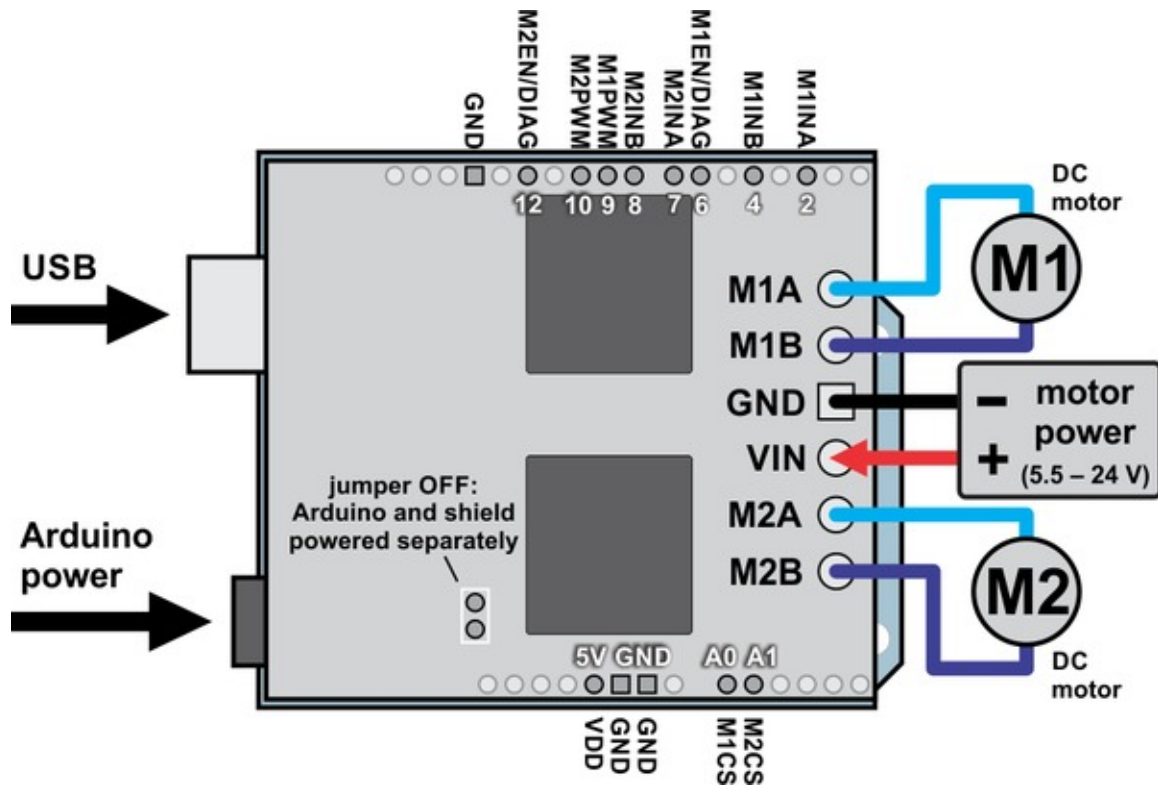 GND
M2EN/DIAG
M2PWM
M1PWM
M2INB
M2INA
M1EN/DIAG
M1INB
M1INA
12 10 9 8 7 6 4 2
DC
motor
M1
USB
M1A
M1B
GND
VIN
M2A
M2B
– motor
+ power
(5.5 – 24 V)
jumper OFF:
Arduino and shield
powered separately
Arduino
power
M2
DC
motor
5V GND A0 A1
VDD
GND
GND
M1CS
M2CS